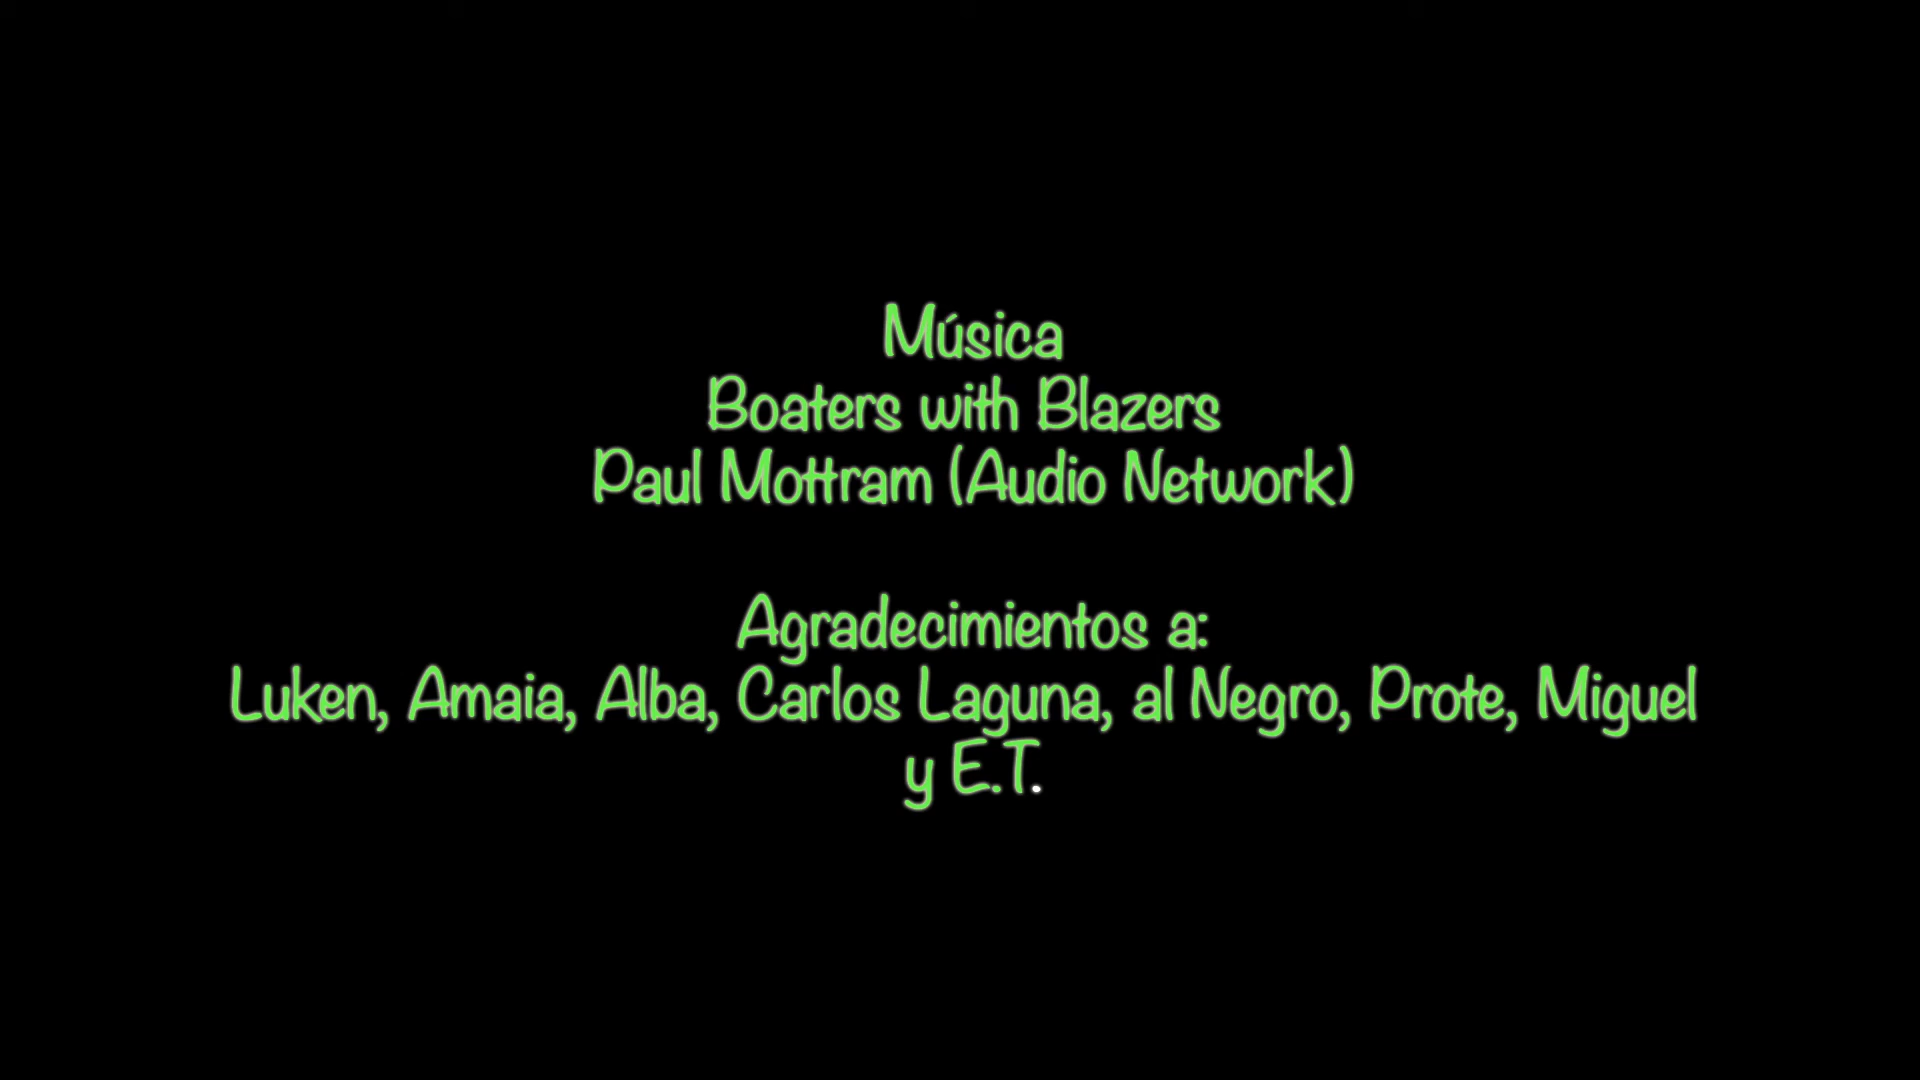 Música
Boaters with Blazers
Paul Mottram (Audio Network)
Agradecimientos a:
Luken, Amaia, Alba, Carlos Laguna, al Negro, Prote, Miguel
y E.T.